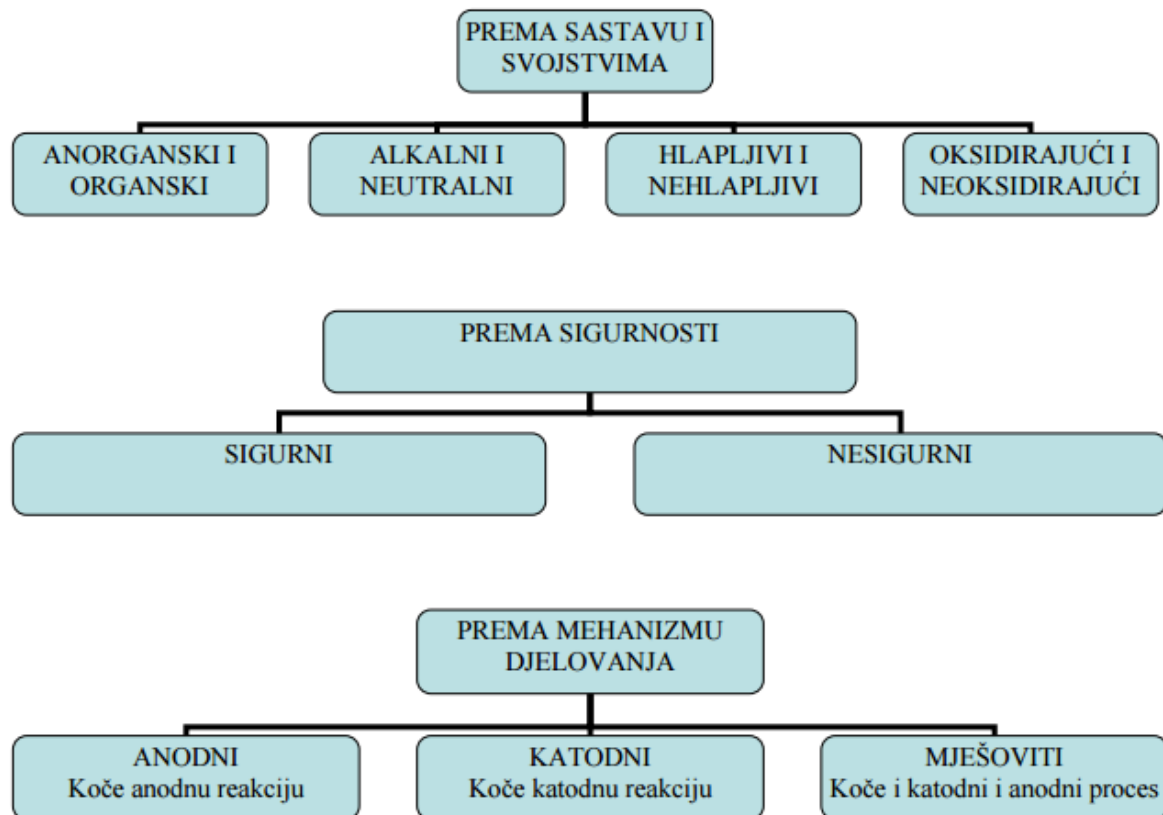 PREMA SASTAVU I
SVOJSTVIMA
ANORGANSKI I
ORGANSKI
ALKALNI I
NEUTRALNI
HLAPLJIVI I
NEHLAPLJIVI
OKSIDIRAJUĆI I
NEOKSIDIRAJUĆI
PREMA SIGURNOSTI
SIGURNI
NESIGURNI
PREMA MEHANIZMU
DJELOVANJA
ANODNI
Koče anodnu reakciju
KATODNI
Koče katodnu reakciju
MJEŠOVITI
Koče i katodni i anodni proces